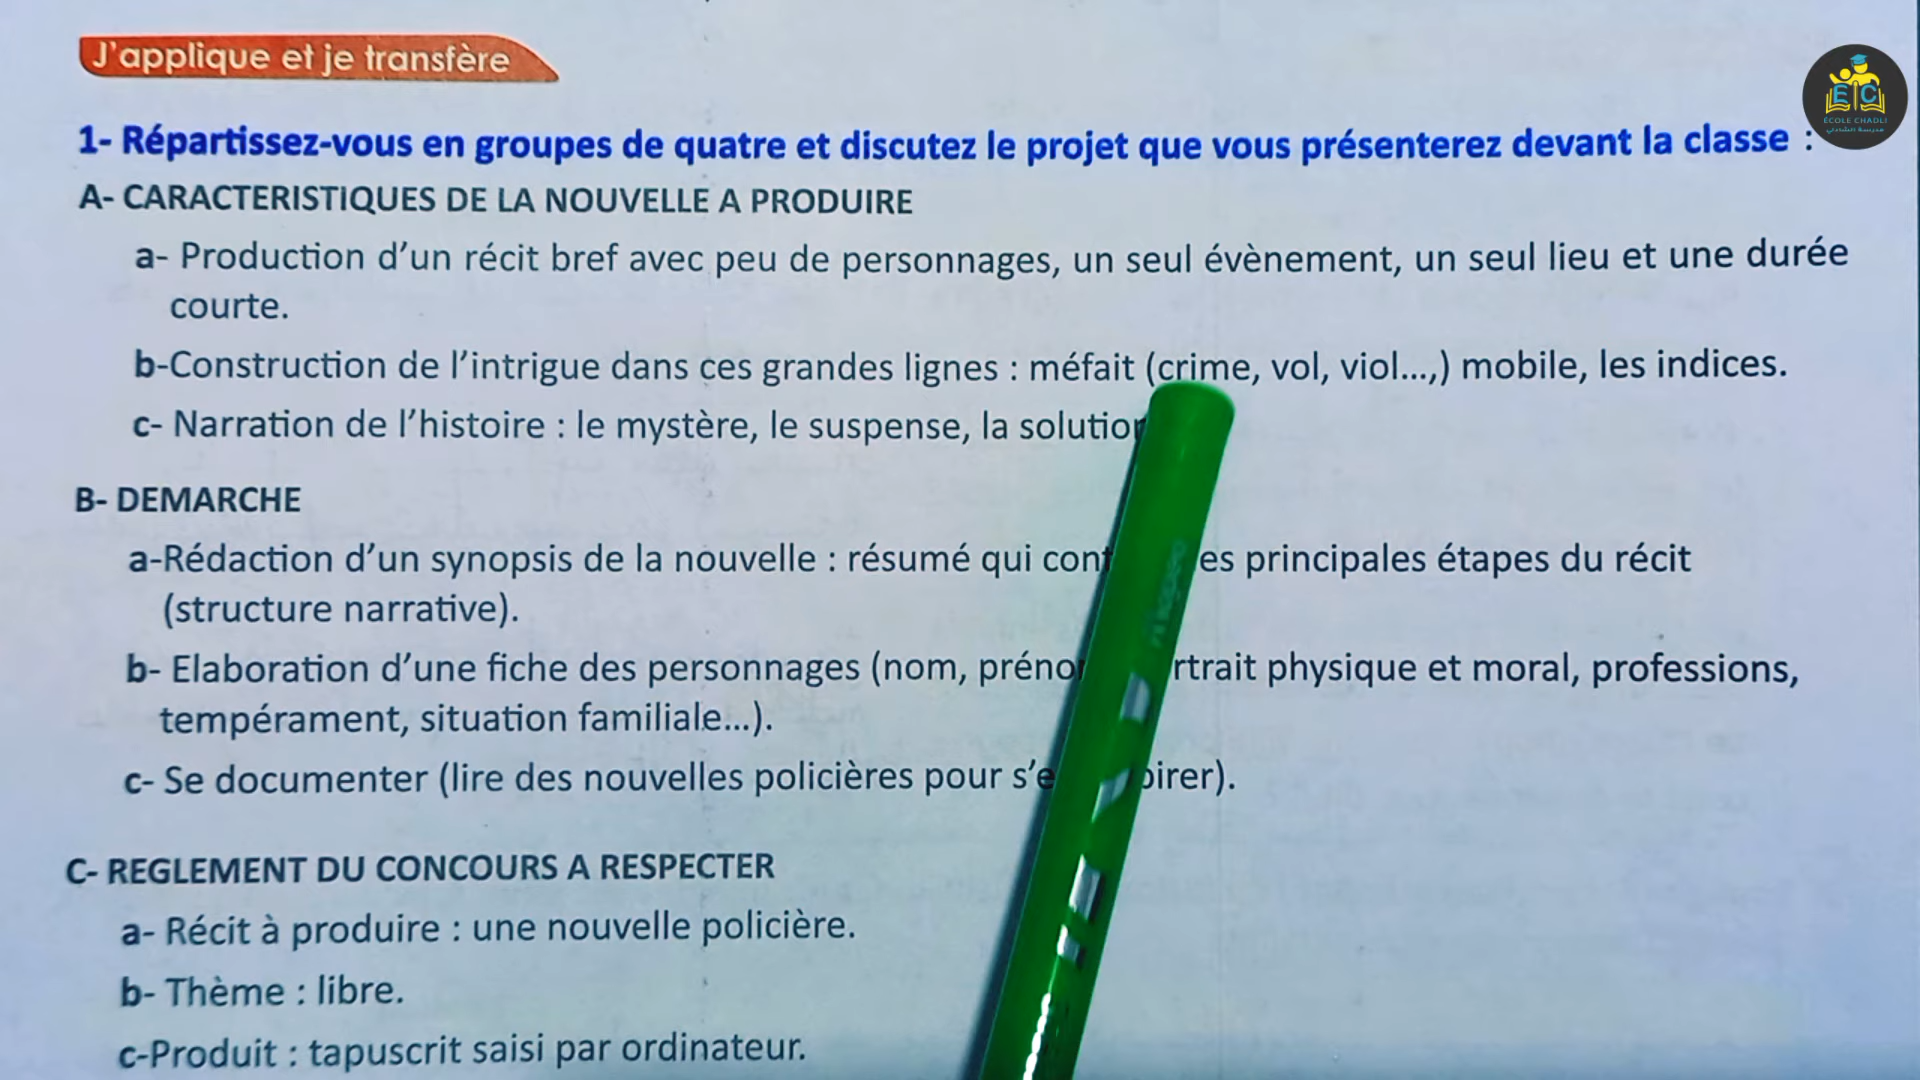 J'applique et je transfère
ÉCOLE CHAOLI
مدرسة الشاذلي
1- Répartissez-vous en groupes de quatre et discutez le projet que vous présenterez devant la classe :
A- CARACTERISTIQUES DE LA NOUVELLE A PRODUIRE
a- Production d'un récit bref avec peu de personnages, un seul évènement, un seul lieu et une durée
courte.
b-Construction de l'intrigue dans ces grandes lignes : méfait (crime, vol, viol...,) mobile, les indices.
c- Narration de l'histoire : le mystère, le suspense, la
B- DEMARCHE
a-Rédaction d'un synopsis de la nouvelle : résumé qui principales étapes du récit
(structure narrative).
b- Elaboration d'une fiche des personnages (nom, physique et moral, professions,
tempérament, situation familiale...).
c- Se documenter (lire des nouvelles policières pour
C- REGLEMENT DU CONCOURS A RESPECTER
a- Récit à produire : une nouvelle policière.
b- Thème : libre.
c-Produit : tapuscrit saisi par ordinateur.